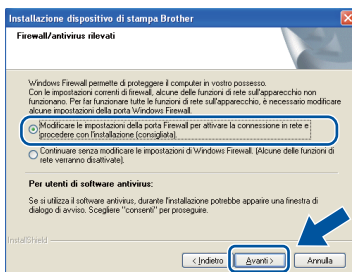 Installazione dispositivo di stampa Brother
Firewall/antivirus rilevati
Windows Firewall permette di proteggere il computer in vostro possesso.
Con le impostazioni correnti di firewall, alcune delle funzioni di rete sull'apparecchio non
funzionano. Per far funzionare tutte le funzioni di rete sull'apparecchio, è necessario modificare
alcune impostazioni della porta Windows Firewall.
Modificare le impostazioni della porta Firewall per attivare la connessione in rete e
procedere con l'installazione (consigliata).
Continuare senza modificare le impostazioni di Windows Firewall. (Alcune delle funzioni di
rete verranno disattivate).
Per utenti di software antivirus:
Se si utilizza il software antivirus, durante l'installazione potrebbe apparire una finestra di
dialogo di avviso. Scegliere "consenti" per proseguire.
InstallShield
< Indietro
Avanti >
Annulla